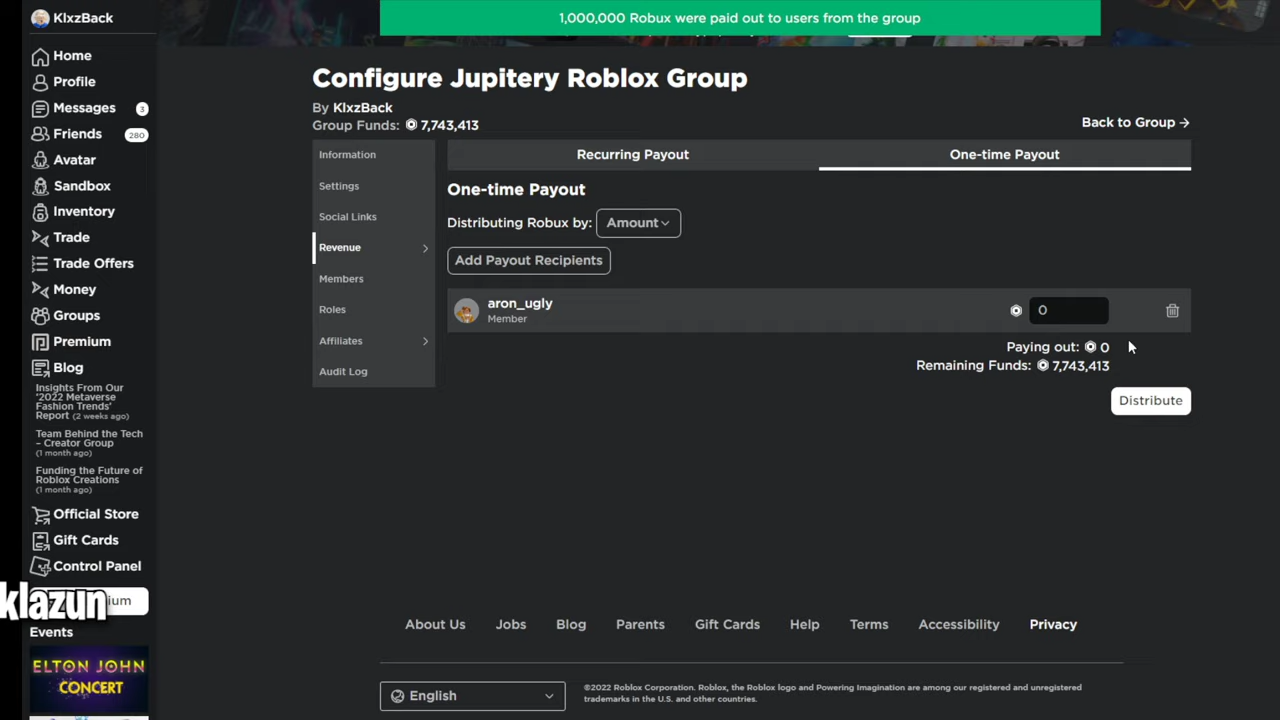 KlxzBack
Home
Profile
Messages 3
Friends 280
Avatar
Sandbox
Inventory
Trade
Trade Offers
Money
Groups
Premium
Blog
Insights From Our
'2022 Metaverse
Fashion Trends'
Report (2 weeks ago)
Team Behind the Tech
– Creator Group
(1 month ago)
Funding the Future of
Roblox Creations
(1 month ago)
Official Store
Gift Cards
Control Panel
klazun
Events
ELTON JOHN
CONCERT
1,000,000 Robux were paid out to users from the group
Configure Jupitery Roblox Group
By KlxzBack
Group Funds: 7,743,413
Back to Group →
Information
Settings
Social Links
Revenue
Members
Roles
Affiliates
Audit Log
Recurring Payout
One-time Payout
One-time Payout
Distributing Robux by: Amount
Add Payout Recipients
aron_ugly
Member
0
Paying out: 0
Remaining Funds: 7,743,413
Distribute
About Us Jobs Blog Parents Gift Cards Help Terms Accessibility Privacy
English
©2022 Roblox Corporation. Roblox, the Roblox logo and Powering Imagination are among our registered and unregistered
trademarks in the U.S. and other countries.